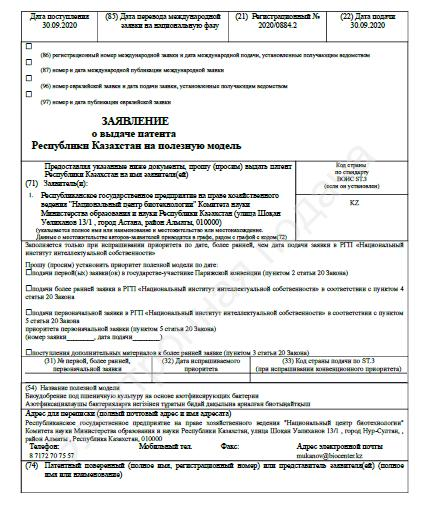 Дата поступления
30.09.2020
(85) Дата перевода международной
заявки на национальную фазу
(21) Регистрационный №
2020/0884.2
(22) Дата подачи
30.09.2020
(86) регистрационный номер международной заявки и дата международной подачи, установленные получающим ведомством
(87) номер и дата международной публикации международной заявки
(96) номер евразийской заявки и дата подачи заявки, установленные получающим ведомством
(97) номер и дата публикации евразийской заявки
ЗАЯВЛЕНИЕ
о выдаче патента
Республики Казахстан на полезную модель
Предоставляя указанные ниже документы, прошу (просим) выдать патент
Республики Казахстан на имя заявителя(ей)
(71) Заявитель(и):
1. Республиканское государственное предприятие на праве хозяйственного
ведения "Национальный центр биотехнологии" Комитета науки
Министерства образования и науки Республики Казахстан (улица Шокан
Уалиханов 13/1 , город Астана, район Алматы, 010000)
(указывается полное имя или наименование и местожительство или местонахождение.
Данные о местожительстве авторов-заявителей приводятся в графе, рядом с графой с кодом(72)
Код страны
по стандарту
ВОИС ST.3
(если он установлен)
KZ
Заполняется только при испрашивании приоритета по дате, более ранней, чем дата подачи заявки в РГП «Национальный
институт интеллектуальной собственности»
Прошу (просим) установить приоритет полезной модели по дате:
подачи первой(ых) заявки(ок) в государстве-участнике Парижской конвенции (пунктом 2 статьи 20 Закона)
подачи более ранней заявки в РГП «Национальный институт интеллектуальной собственности» в соответствии с пунктом 4
статьи 20 Закона)
подачи первоначальной заявки в РГП «Национальный институт интеллектуальной собственности» в соответствии с пунктом
5 статьи 20 Закона)
приоритета первоначальной заявки (пунктом 5 статьи 20 Закона)
(номер заявки________, дата подачи________)
поступления дополнительных материалов к более ранней заявке (пунктом 3 статьи 20 Закона)
(31) № первой, более ранней,
первоначальной заявки
(32) Дата испрашиваемого
приоритета
(33) Код страны подачи по ST.3
(при испрашивании конвенционного приоритета)
(54) Название полезной модели
Биоудобрение под пшеничную культуру на основе азотфиксирующих бактерии
Азотфиксациялаушы бактериялар негізінен тұратын бидай дақылына арналған биотыңайтқыш
Адрес для переписки (полный почтовый адрес и имя адресата)
Республиканское государственное предприятие на праве хозяйственного ведения "Национальный центр биотехнологии"
Комитета науки Министерства образования и науки Республики Казахстан, улица Шокан Уалиханов 13/1 , город Нур-Султан, ,
район Алматы , Республика Казахстан, 010000
Телефон: Мобильный тел. Факс: Адрес электронной почты
8 7172 70 75 57 mukanov@biocenter.kz
(74) Патентный поверенный (полное имя, регистрационный номер) или представитель заявителя(ей) (полное
имя или наименование)